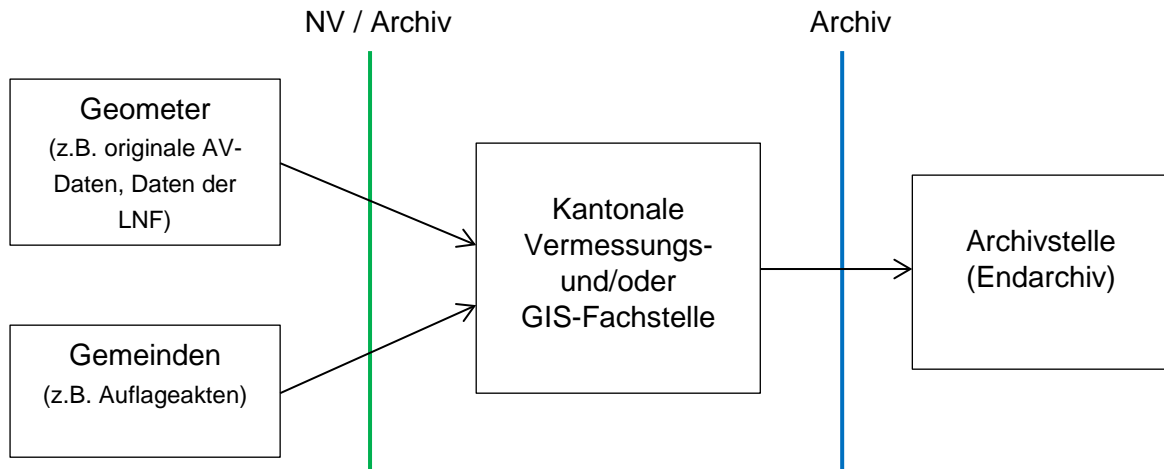 NV / Archiv
Archiv
Geometer
(z.B. originale AV-
Daten, Daten der
LNF)
Kantonale
Vermessungs-
und/oder
GIS-Fachstelle
Archivstelle
(Endarchiv)
Gemeinden
(z.B. Auflageakten)